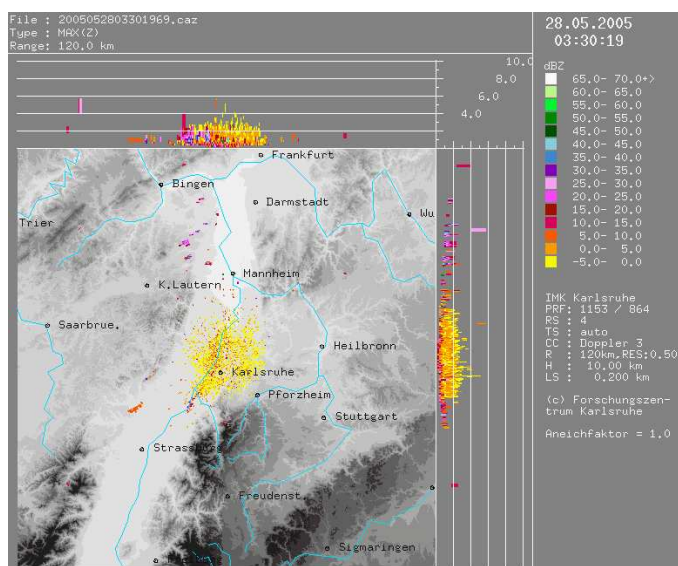 File : 2005052803301969.caz
Type : MAX(Z)
Range: 120.0 km
28.05.2005
03:30:19
10.0
8.0
6.0
4.0
dBZ
65.0- 70.0+>
60.0- 65.0
55.0- 60.0
50.0- 55.0
45.0- 50.0
40.0- 45.0
35.0- 40.0
30.0- 35.0
25.0- 30.0
20.0- 25.0
15.0- 20.0
10.0- 15.0
5.0- 10.0
0.0- 5.0
-5.0- 0.0
Frankfurt
Bingen
Darmstadt
Trier
Wu
Mannheim
K.Lautern
Saarbrue.
Heilbronn
Karlsruhe
Pforzheim
Stuttgart
Freudenst.
Sigmaringen
IMK Karlsruhe
PRF: 1153 / 864
RS : 4
TS : auto
CC : Doppler 3
R : 120km,RES:0.50
H : 10.00 km
LS : 0.200 km
(c) Forschungszen-
trum Karlsruhe
Aneichfaktor = 1.0